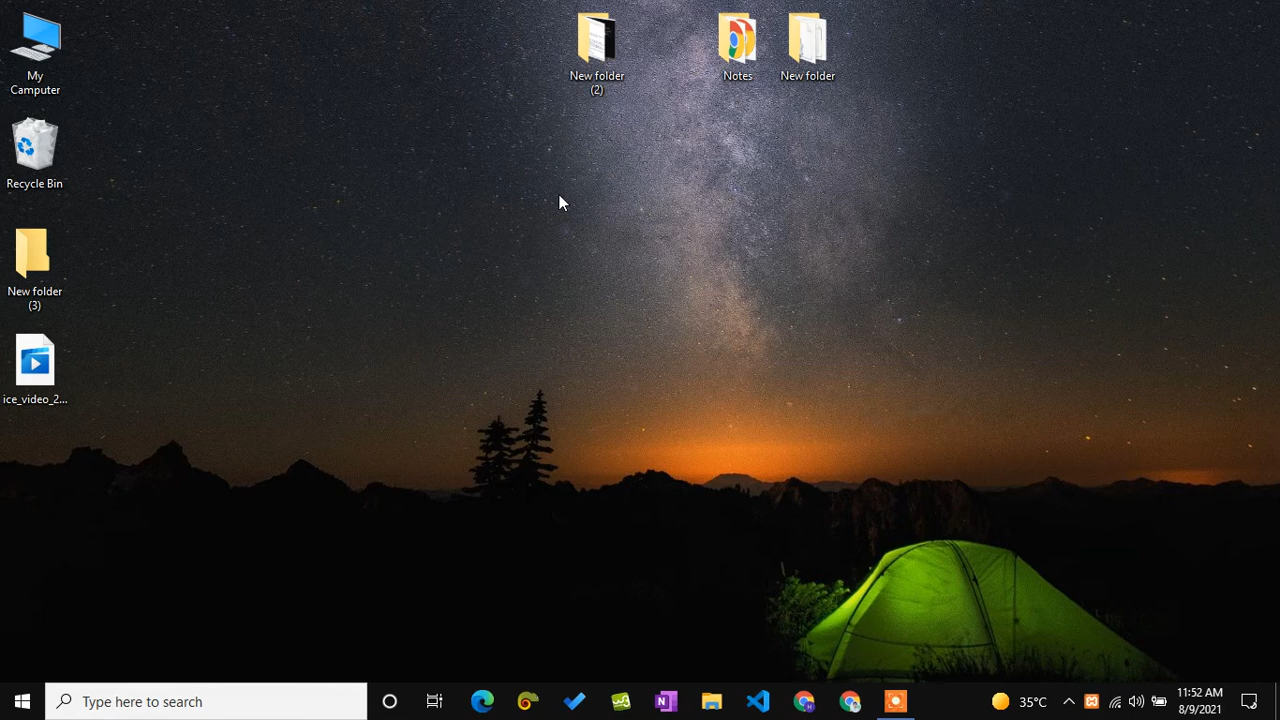 My
Computer
Recycle Bin
New folder
(3)
ice_video_2...
New folder
(2)
Notes
New folder
Type here to search
35°C
11:52 AM
8/9/2021